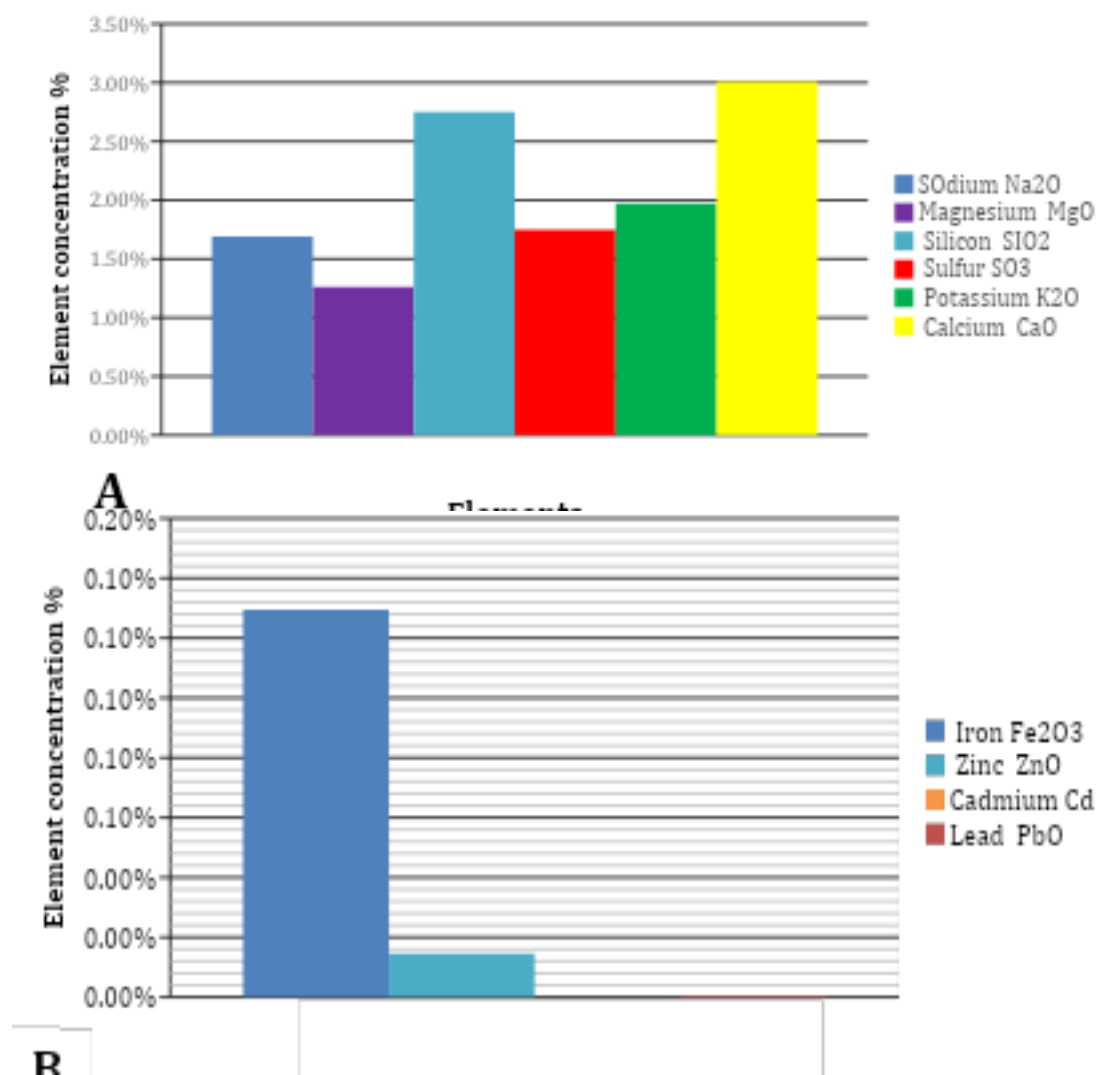 3.50%
3.00%
2.50%
2.00%
1.50%
1.00%
0.50%
0.00%
Element concentration %
SOdium Na2O
Magnesium MgO
Silicon SIO2
Sulfur SO3
Potassium K2O
Calcium CaO
A
Elements
0.20%
0.10%
0.10%
0.10%
0.10%
0.10%
0.00%
0.00%
0.00%
Element concentration %
Iron Fe2O3
Zinc ZnO
Cadmium Cd
Lead PbO
B